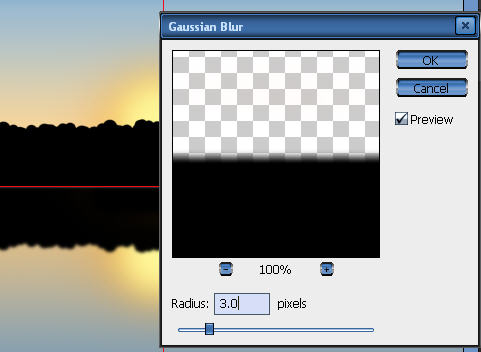 Gaussian Blur
OK
Cancel
Preview
100%
Radius: 3.0 pixels